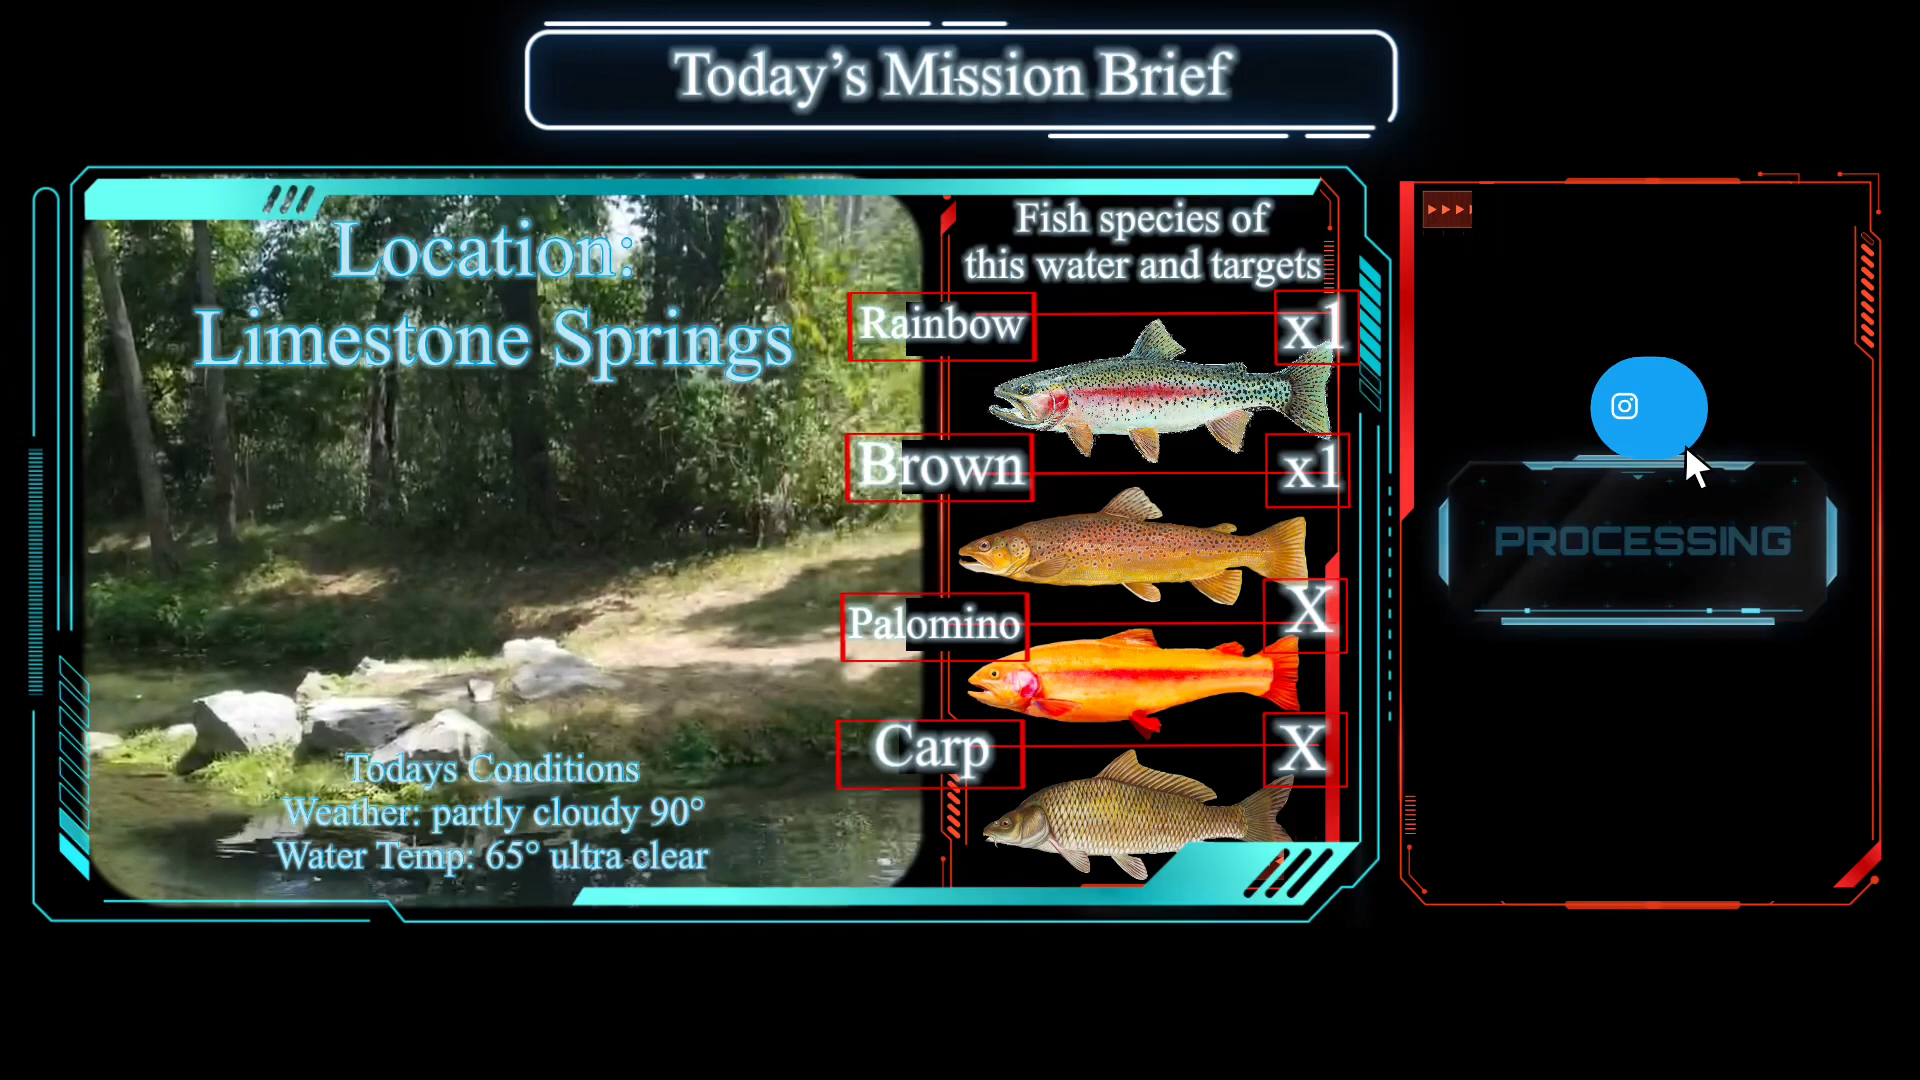 Today’s Mission Brief
Location:
Limestone Springs
Todays Conditions
Weather: partly cloudy 90°
Water Temp: 65° ultra clear
Fish species of
this water and targets
Rainbow
x1
Brown
x1
Palomino
X
Carp
X
PROCESSING